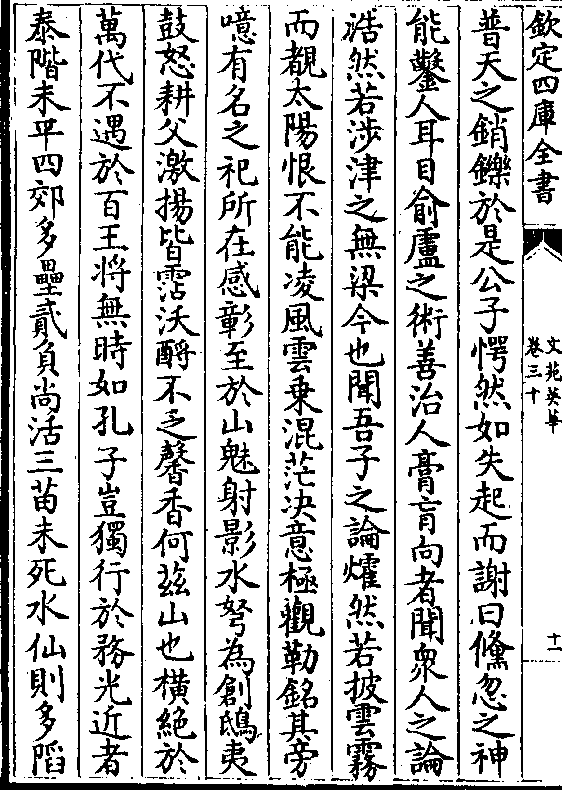 欽定四庫全書
文苑英華
卷三十
十一
普天之銷鑠於是公子愕然如失起而謝曰儵忽之神
能鑿人耳目俞盧之術善治人膏肓向者聞衆人之論
浩然若涉津之無梁今也聞吾子之論爟然若披雲霧
而覩太陽恨不能凌風雲乗混茫决意極觀勒銘其旁
噫有名之祀所在感彰至於山魅射影水弩為創鴟夷
鼓怒耕父激揚皆霑沃酹不乏馨香何兹山也横絶於
萬代不遇於百王將無時如孔子豈獨行於務光近者
泰階未平四郊多壘貳負尚活三苗未死水仙則多謟